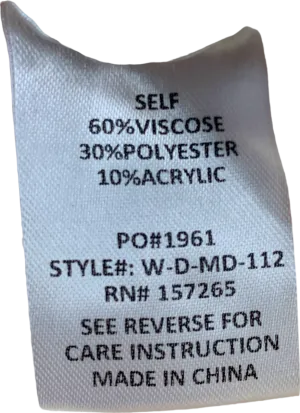 SELF
60%VISCOSE
30%POLYESTER
10%ACRYLIC
PO#1961
STYLE#: W-D-MD-112
RN# 157265
SEE REVERSE FOR
CARE INSTRUCTION
MADE IN CHINA